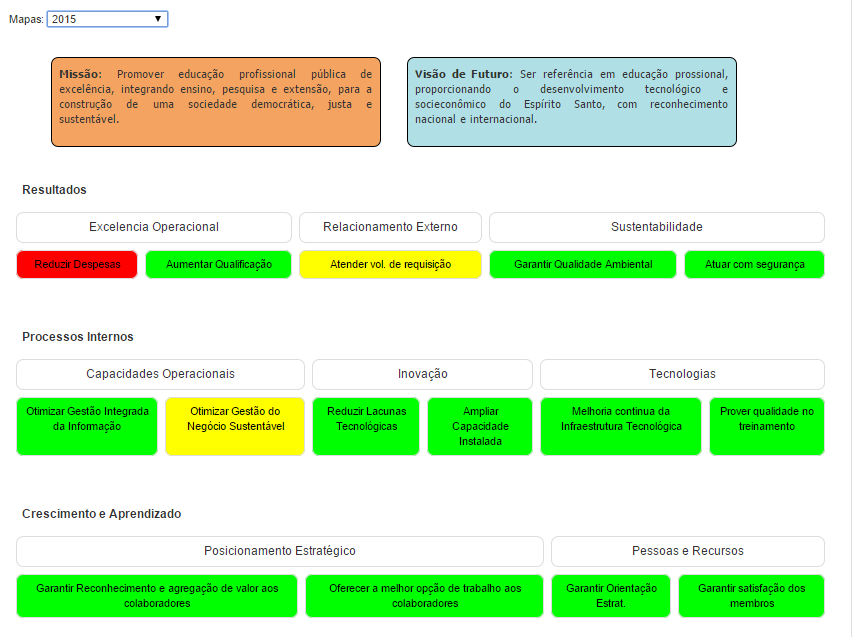 Mapas: 2015
Missão: Promover educação profissional pública de
excelência, integrando ensino, pesquisa e extensão, para a
construção de uma sociedade democrática, justa e
sustentável.
Visão de Futuro: Ser referência em educação prossional,
proporcionando o desenvolvimento tecnológico e
socieconômico do Espírito Santo, com reconhecimento
nacional e internacional.
Resultados
Excelencia Operacional
Relacionamento Externo
Sustentabilidade
Reduzir Despesas
Aumentar Qualificação
Atender vol. de requisição
Garantir Qualidade Ambiental
Atuar com segurança
Processos Internos
Capacidades Operacionais
Inovação
Tecnologias
Otimizar Gestão Integrada
da Informação
Otimizar Gestão do
Negócio Sustentável
Reduzir Lacunas
Tecnológicas
Ampliar
Capacidade
Instalada
Melhoria continua da
Infraestrutura Tecnológica
Prover qualidade no
treinamento
Crescimento e Aprendizado
Posicionamento Estratégico
Pessoas e Recursos
Garantir Reconhecimento e agregação de valor aos
colaboradores
Oferecer a melhor opção de trabalho aos
colaboradores
Garantir Orientação
Estrat.
Garantir satisfação dos
membros